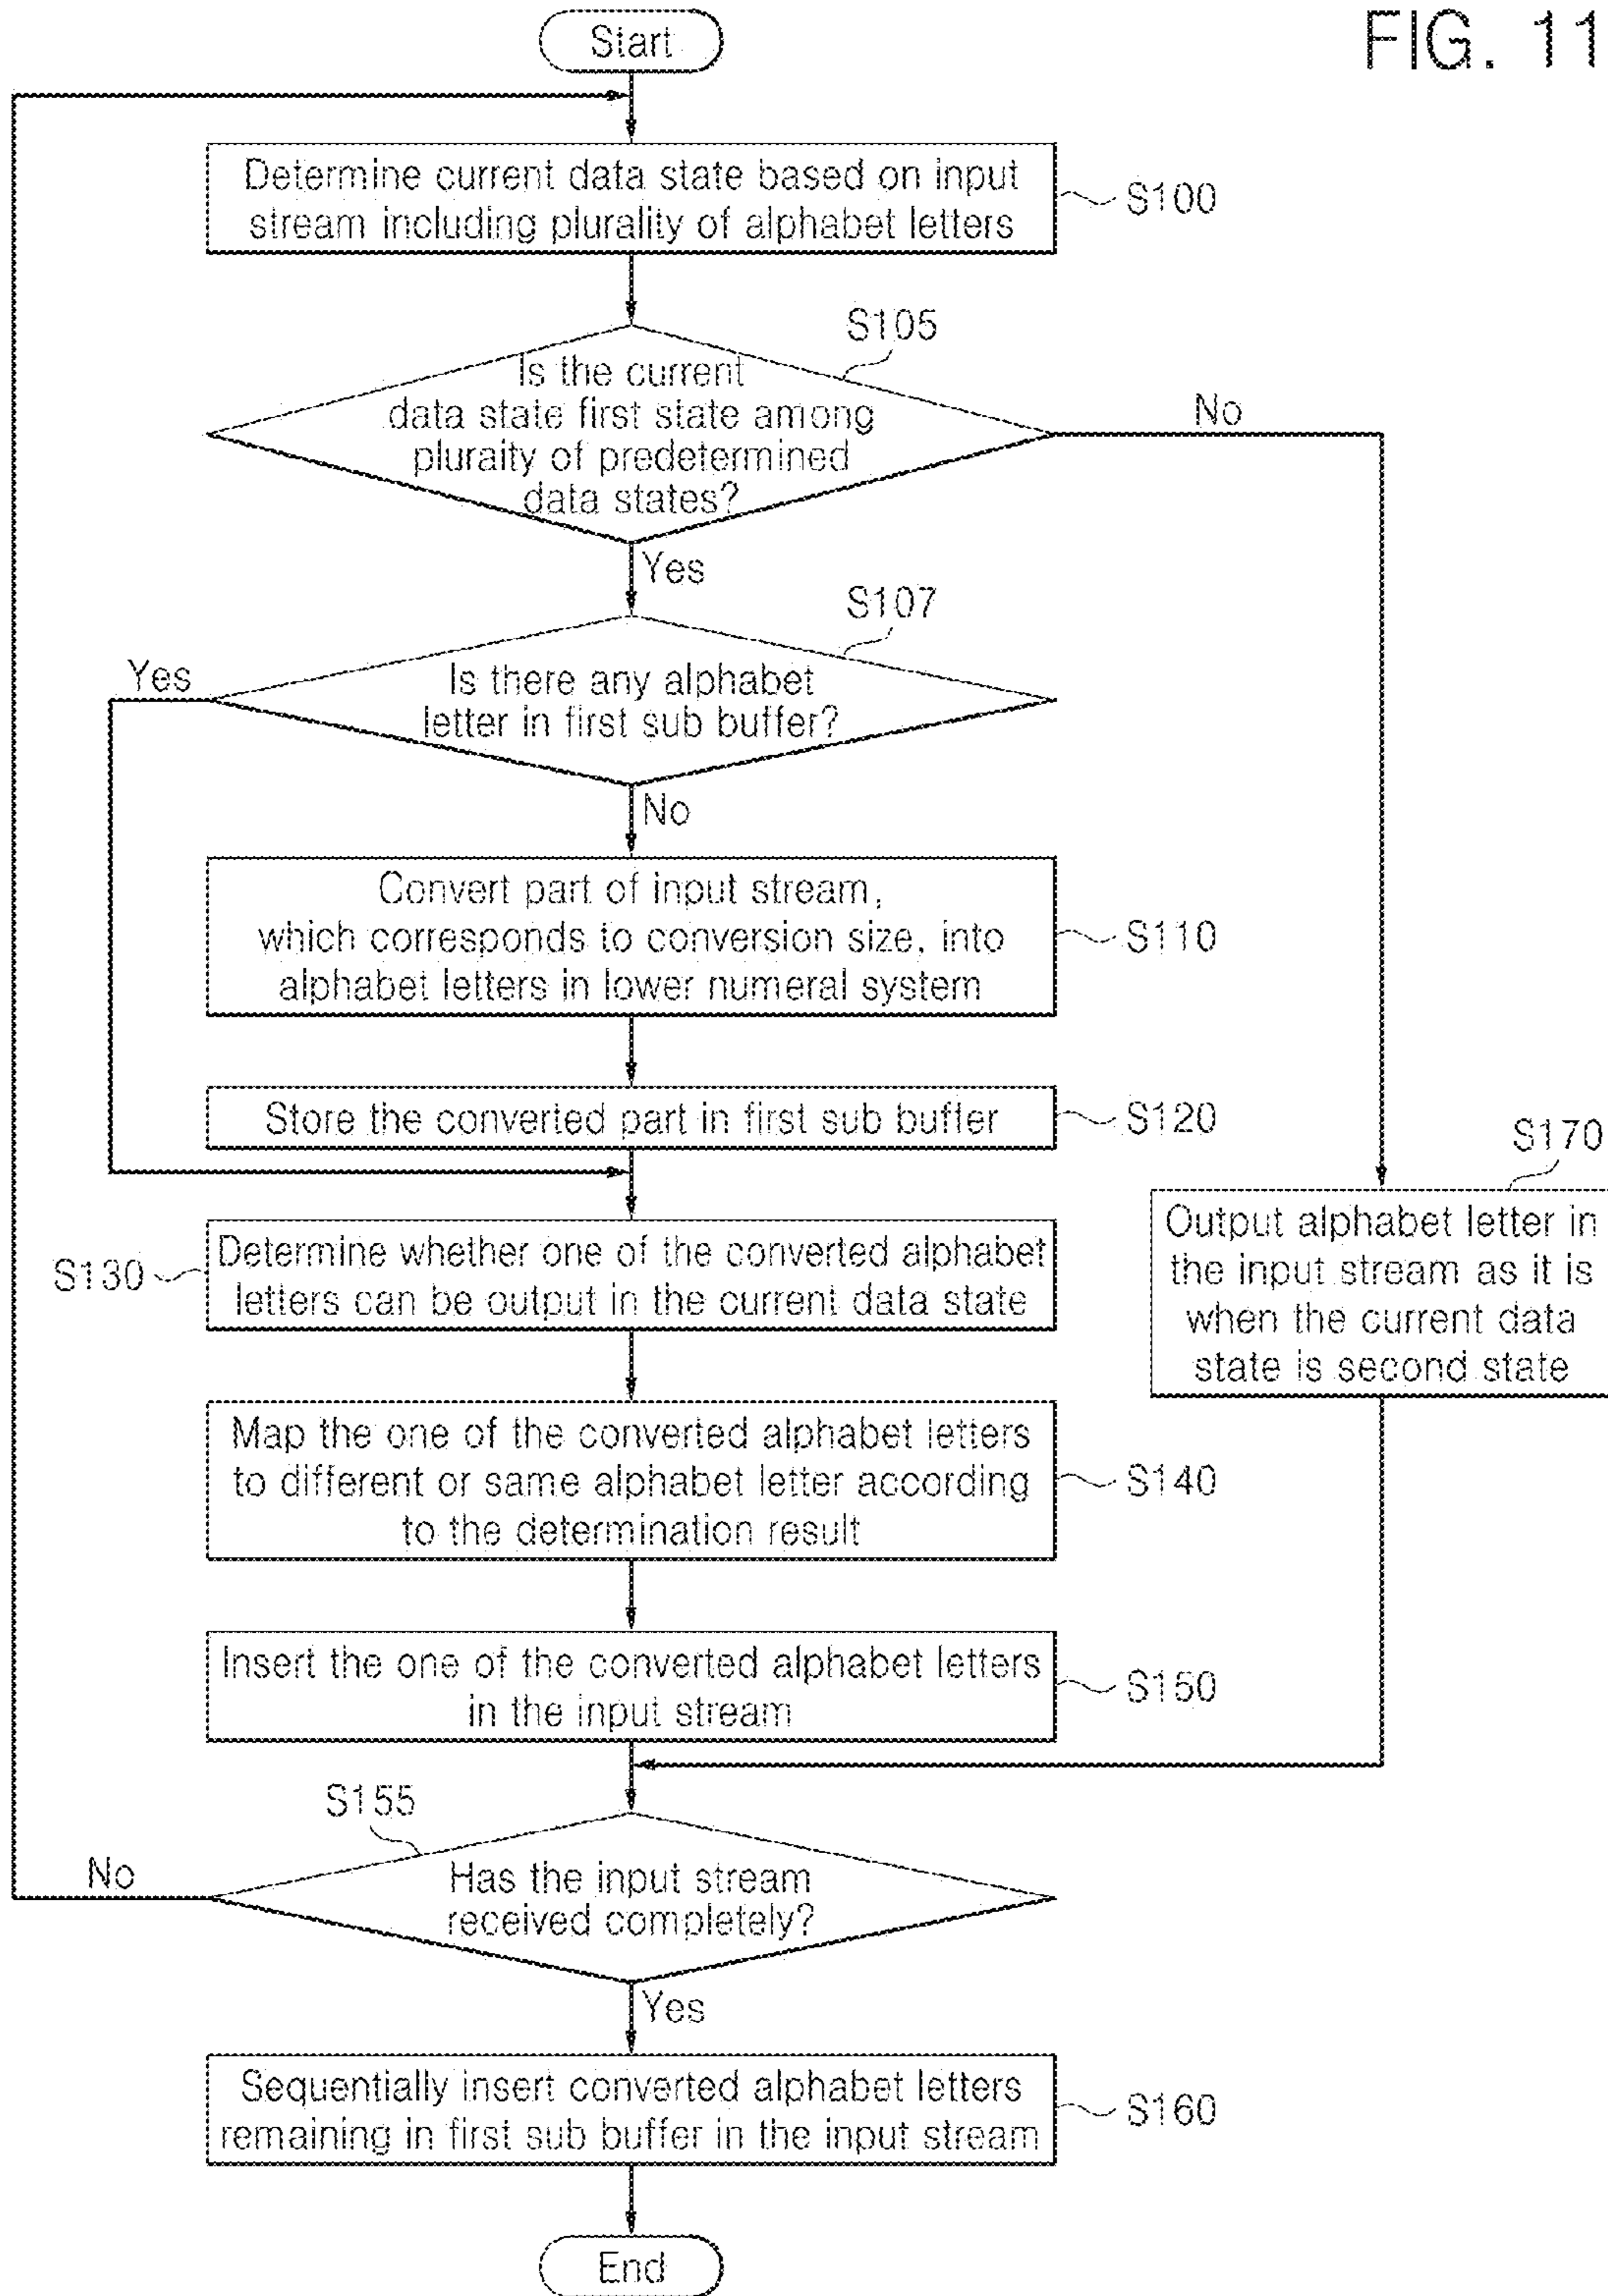 FIG. 11
Start
Determine current data state based on input
stream including plurality of alphabet letters
S100
S105
Is the current
data state first state among
pluraity of predetermined
data states?
No
Yes
S107
Is there any alphabet
letter in first sub buffer?
Yes
No
Convert part of input stream,
which corresponds to conversion size, into
alphabet letters in lower numeral system
S110
Store the converted part in first sub buffer
S120
S130
Determine whether one of the converted alphabet
letters can be output in the current data state
S170
Output alphabet letter in
the input stream as it is
when the current data
state is second state
Map the one of the converted alphabet letters
to different or same alphabet letter according
to the determination result
S140
Insert the one of the converted alphabet letters
in the input stream
S150
S155
Has the input stream
received completely?
No
Yes
Sequentially insert converted alphabet letters
remaining in first sub buffer in the input stream
S160
End